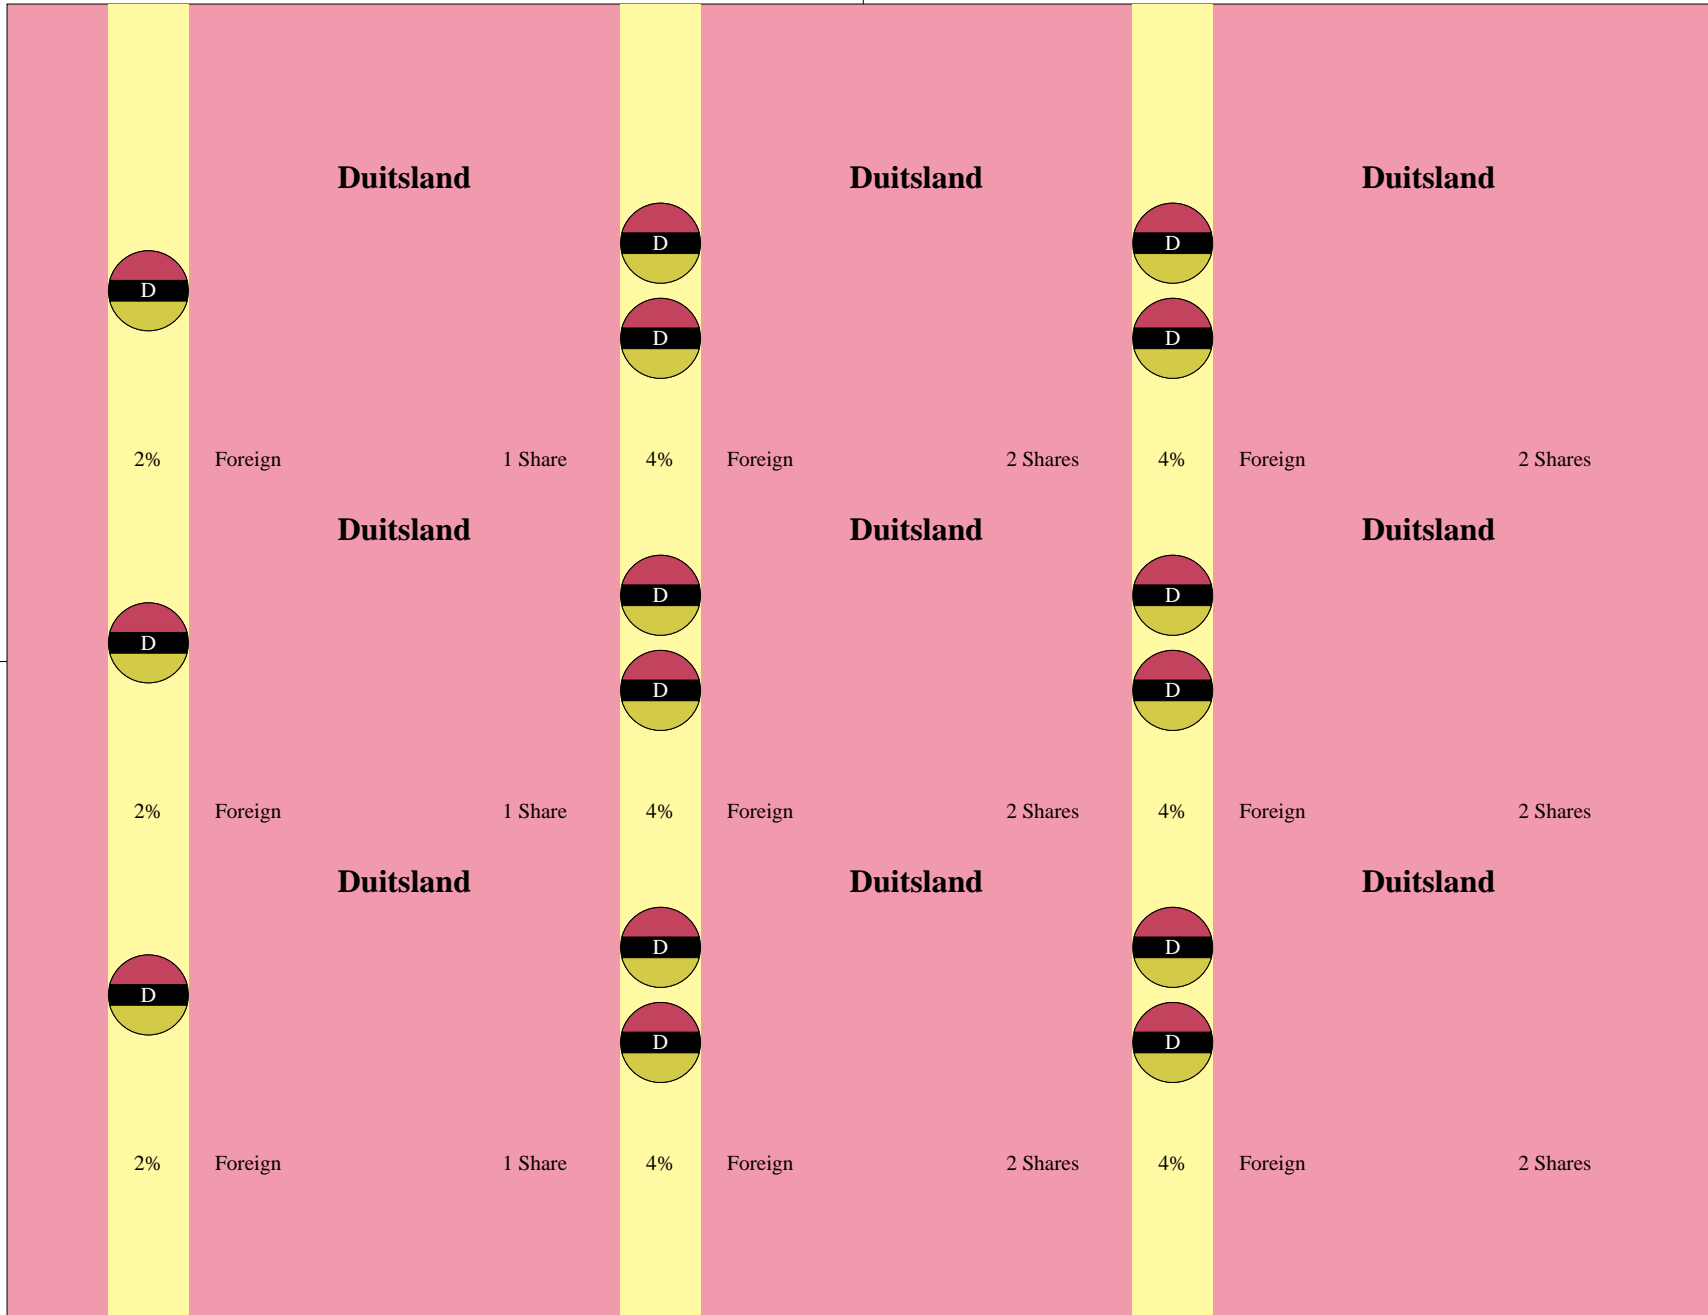 Duitsland Duitsland Duitsland
D D
D
D D
2% Foreign 1 Share 4% Foreign 2 Shares 4% Foreign 2 Shares
Duitsland Duitsland Duitsland
D D
D
D D
2% Foreign 1 Share 4% Foreign 2 Shares 4% Foreign 2 Shares
Duitsland Duitsland Duitsland
D D
D
D D
2% Foreign 1 Share 4% Foreign 2 Shares 4% Foreign 2 Shares